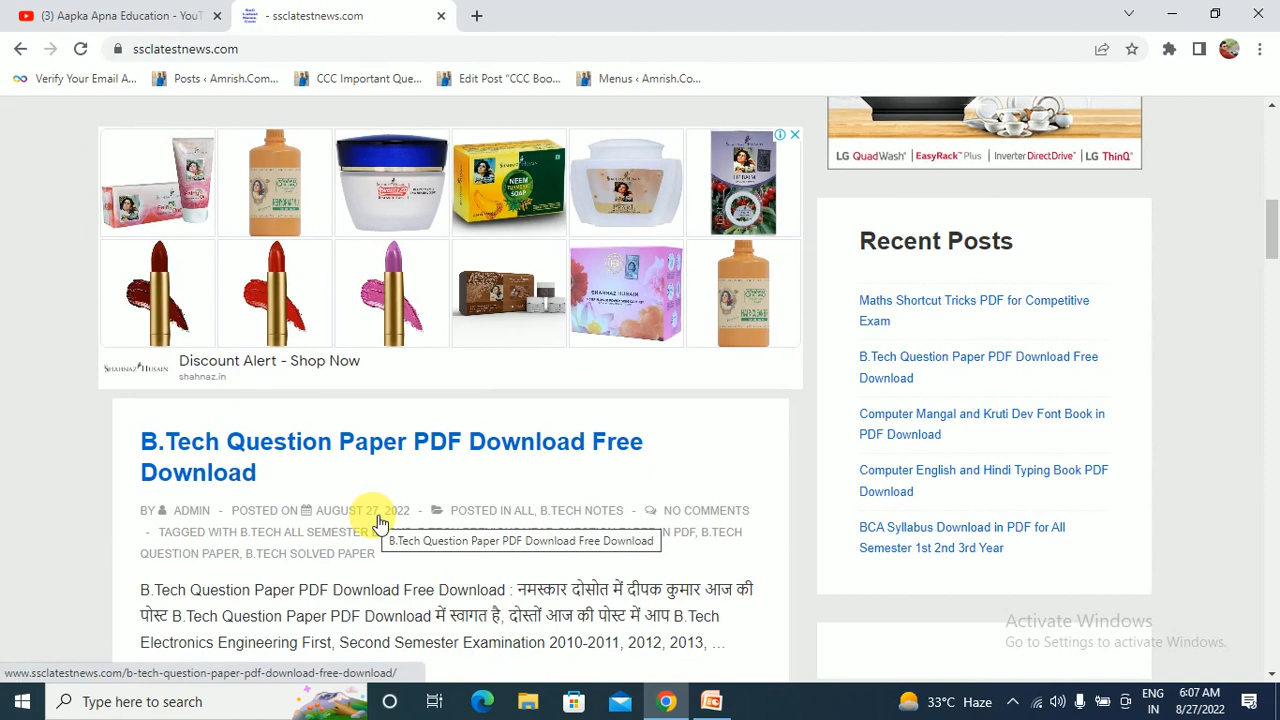 (3) Aapka Apna Education - YouT
- ssclatestnews.com
ssclatestnews.com
Verify Your Email A...
Posts ‹ Amrish.Com...
CCC Important Que...
Edit Post "CCC Boo...
Menus ‹ Amrish.Co...
LG QuadWash® | EasyRack™Plus | Inverter DirectDrive™ | LG ThinQ®
NEEM
SHAHNAZ HUSAIN
Discount Alert - Shop Now
shahnaz.in
Recent Posts
Maths Shortcut Tricks PDF for Competitive
Exam
B.Tech Question Paper PDF Download Free
Download
Computer Mangal and Kruti Dev Font Book in
PDF Download
Computer English and Hindi Typing Book PDF
Download
BCA Syllabus Download in PDF for All
Semester 1st 2nd 3rd Year
B.Tech Question Paper PDF Download Free
Download
BY ADMIN - POSTED ON AUGUST 27, 2022 - POSTED IN ALL, B.TECH NOTES - NO COMMENTS
- TAGGED WITH B.TECH ALL SEMESTER IN PDF, B.TECH
B.Tech Question Paper PDF Download Free Download
QUESTION PAPER, B.TECH SOLVED PAPER
B.Tech Question Paper PDF Download Free Download : नमस्कार दोसोत में दीपक कुमार आज की
पोस्ट B.Tech Question Paper PDF Download में स्वागत है, दोस्तों आज की पोस्ट में आप B.Tech
Electronics Engineering First, Second Semester Examination 2010-2011, 2012, 2013, ...
Activate Windows
Go to Settings to activate Windows.
www.ssclatestnews.com/b-tech-question-paper-pdf-download-free-download/
Type here to search
33°C Haze
ENG
IN
6:07 AM
8/27/2022